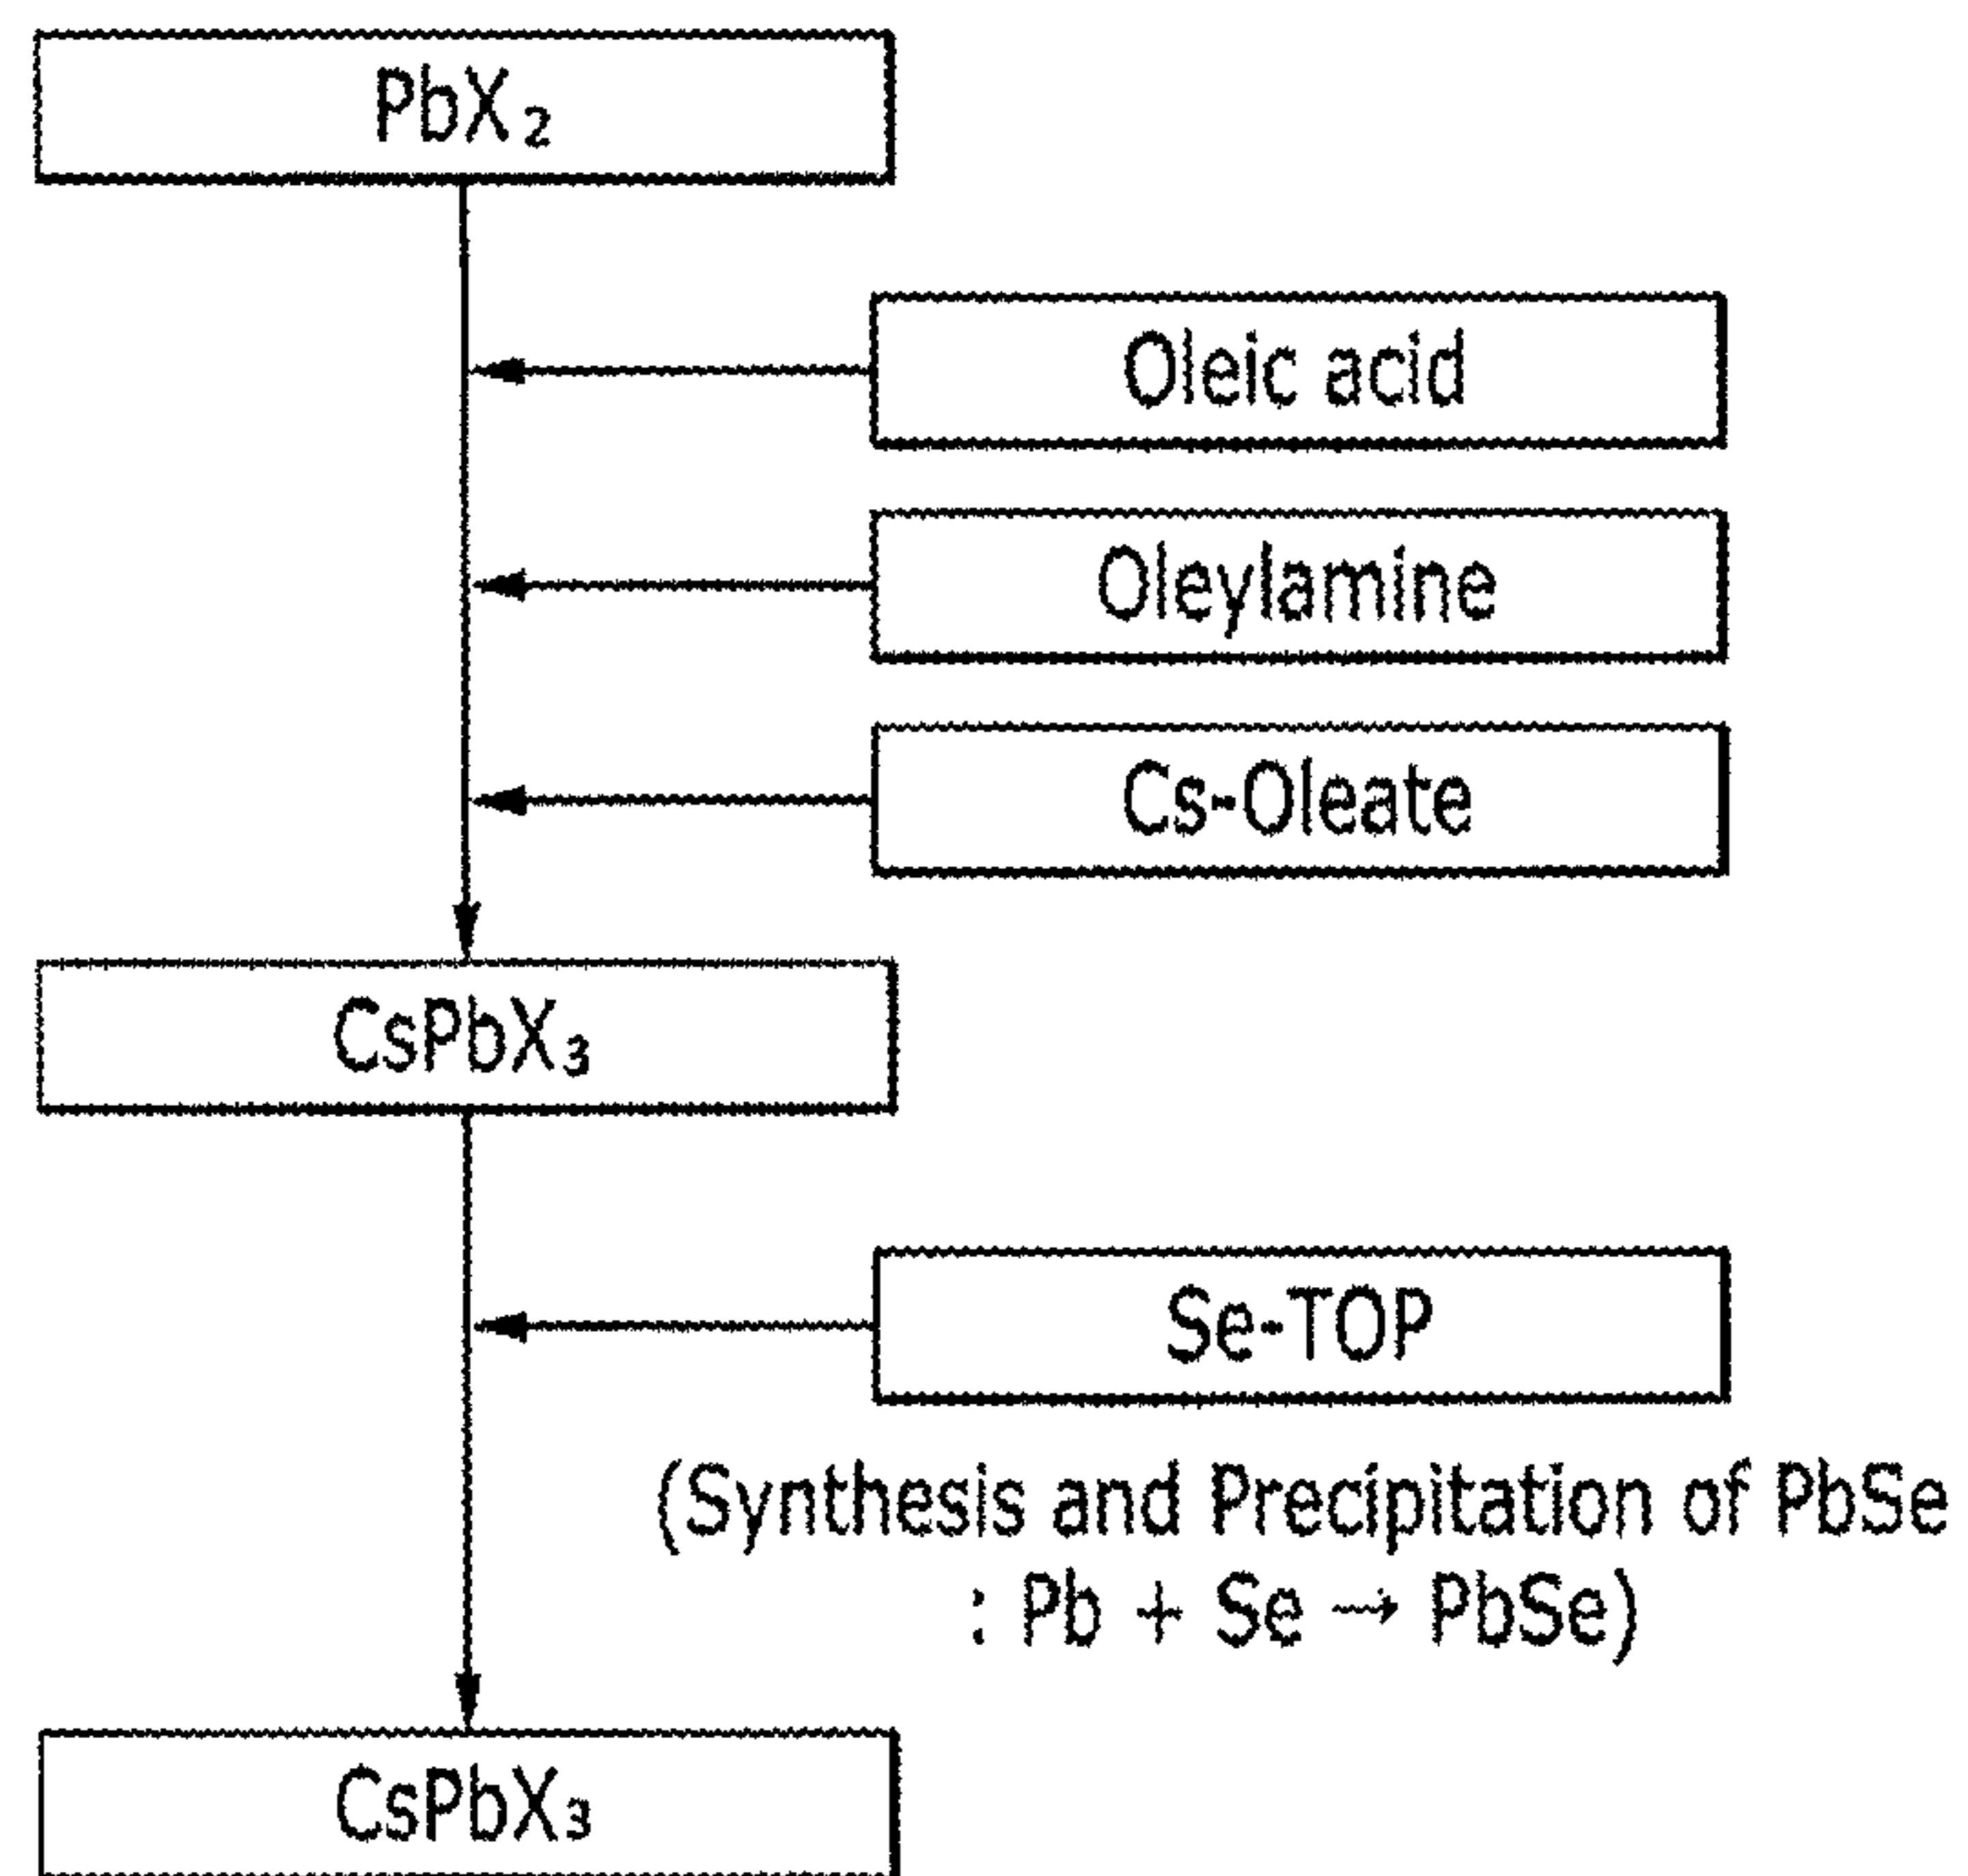 PbX₂
Oleic acid
Oleylamine
Cs-Oleate
CsPbX₃
Se-TOP
(Synthesis and Precipitation of PbSe
: Pb + Se → PbSe)
CsPbX₃